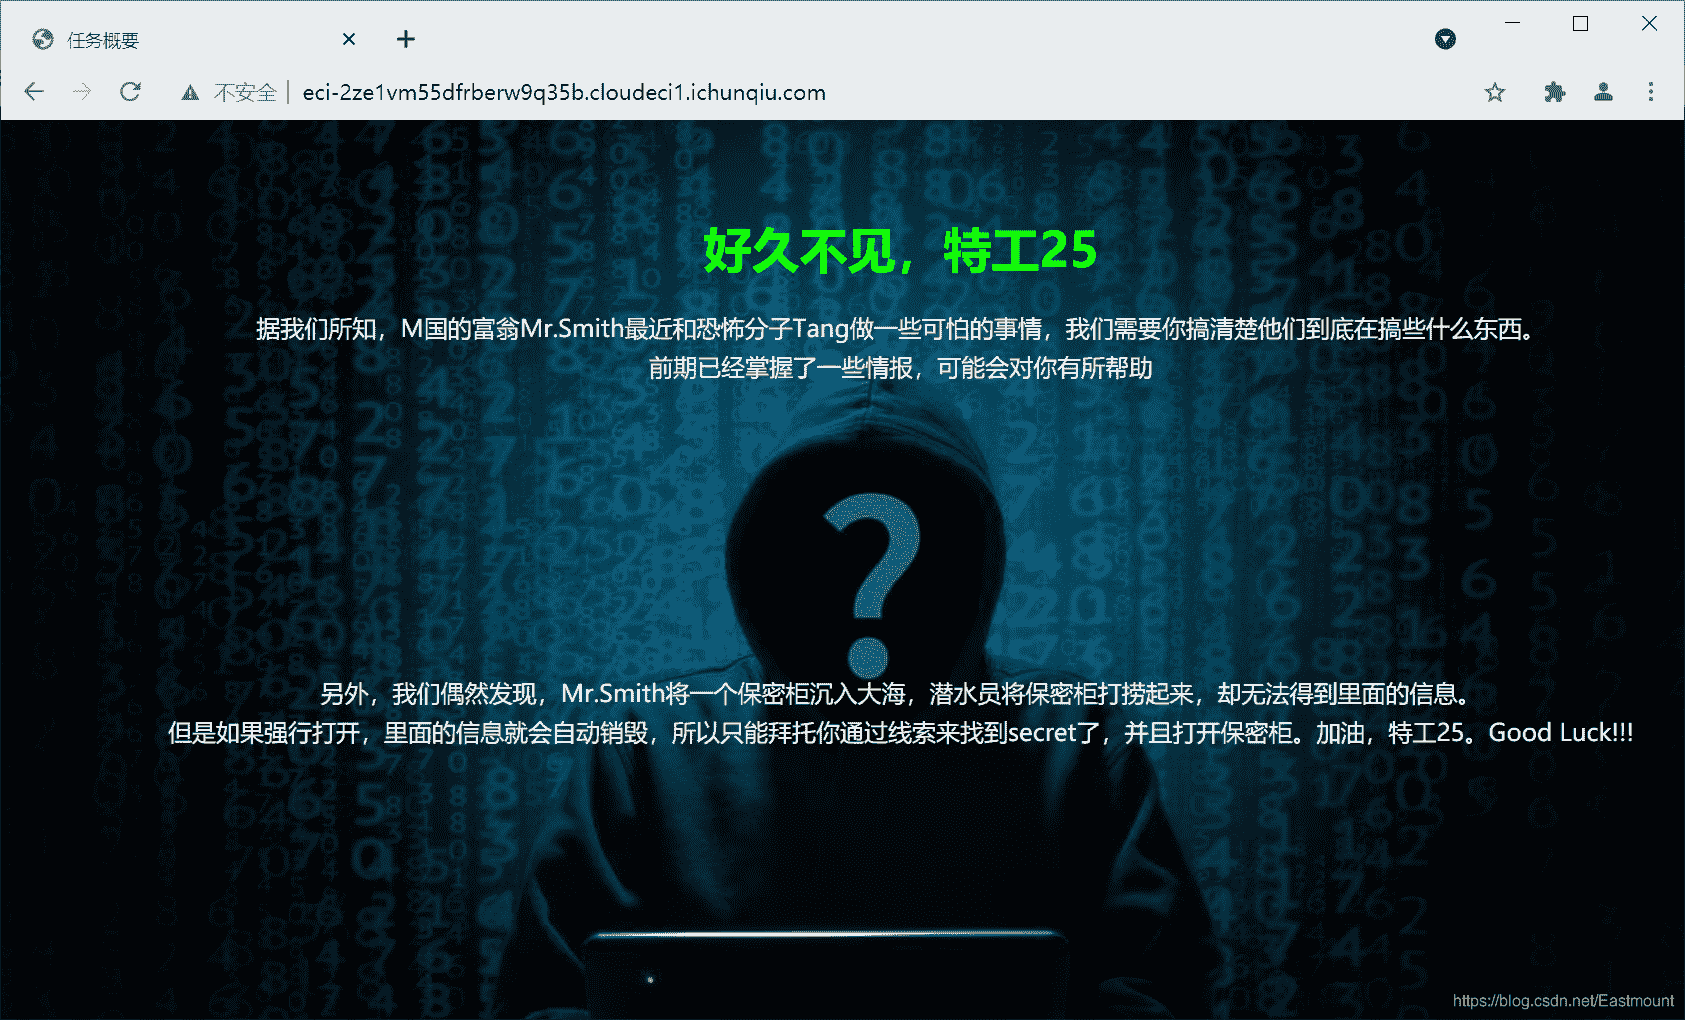 任务概要
不安全 eci-2ze1vm55dfrberw9q35b.cloudeci1.ichunqiu.com
好久不见，特工25
据我们所知，M国的富翁Mr.Smith最近和恐怖分子Tang做一些可怕的事情，我们需要你搞清楚他们到底在搞些什么东西。
前期已经掌握了一些情报，可能会对你有所帮助
?
另外，我们偶然发现，Mr.Smith将一个保密柜沉入大海，潜水员将保密柜打捞起来，却无法得到里面的信息。
但是如果强行打开，里面的信息就会自动销毁，所以只能拜托你通过线索来找到secret了，并且打开保密柜。加油，特工25。Good Luck!!!
https://blog.csdn.net/Eastmount